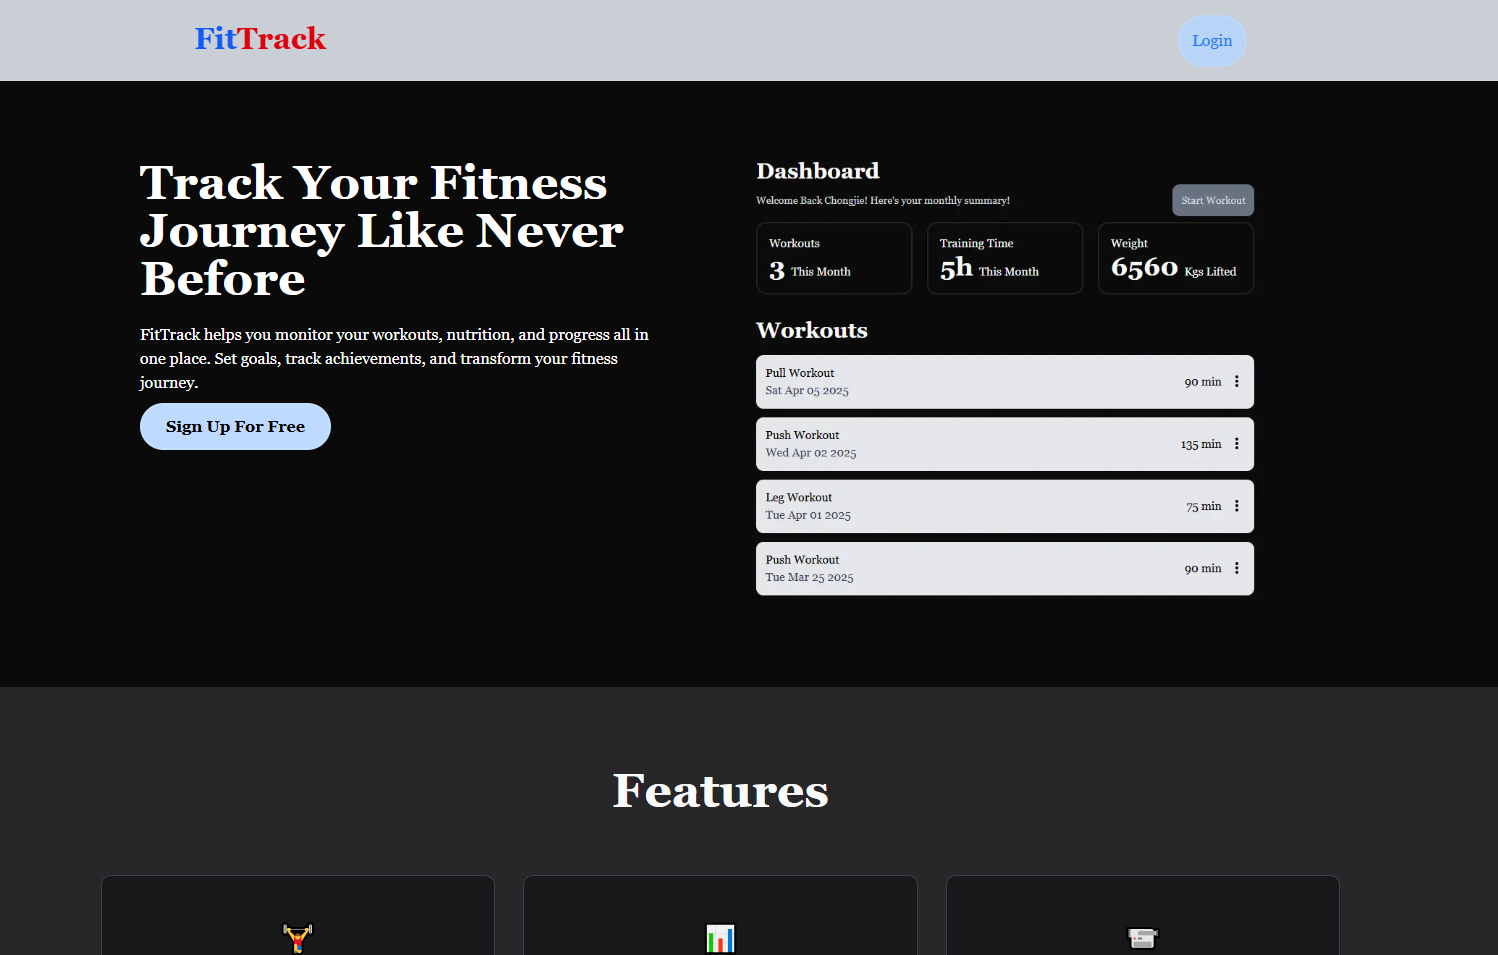 FitTrack
Login
Track Your Fitness
Journey Like Never
Before
FitTrack helps you monitor your workouts, nutrition, and progress all in
one place. Set goals, track achievements, and transform your fitness
journey.
Sign Up For Free
Dashboard
Welcome Back Chongjie! Here's your monthly summary!
Start Workout
Workouts
3 This Month
Training Time
5h This Month
Weight
6560 Kgs Lifted
Workouts
Pull Workout
Sat Apr 05 2025
90 min
Push Workout
Wed Apr 02 2025
135 min
Leg Workout
Tue Apr 01 2025
75 min
Push Workout
Tue Mar 25 2025
90 min
Features